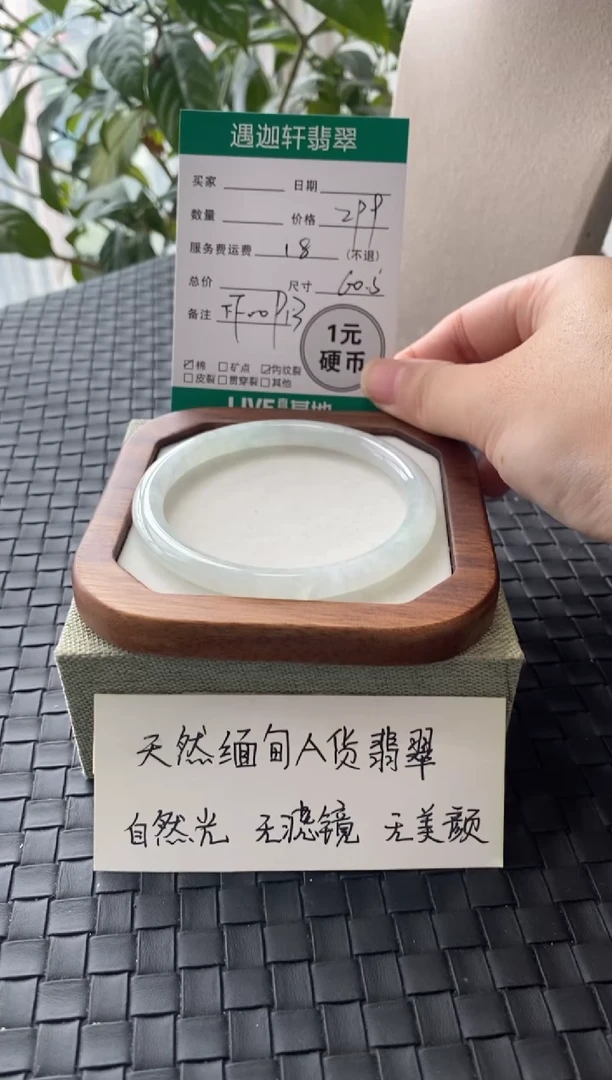 遇迦轩翡翠
买家 日期
数量 价格
服务费运费 18 (不退)
总价 尺寸 60.5
备注
1元
硬币
☑棉 □矿点 ☑内纹裂
□皮裂 □贯穿裂 □其他
LIVE 基地
天然缅甸A货翡翠
自然光 无滤镜 无美颜